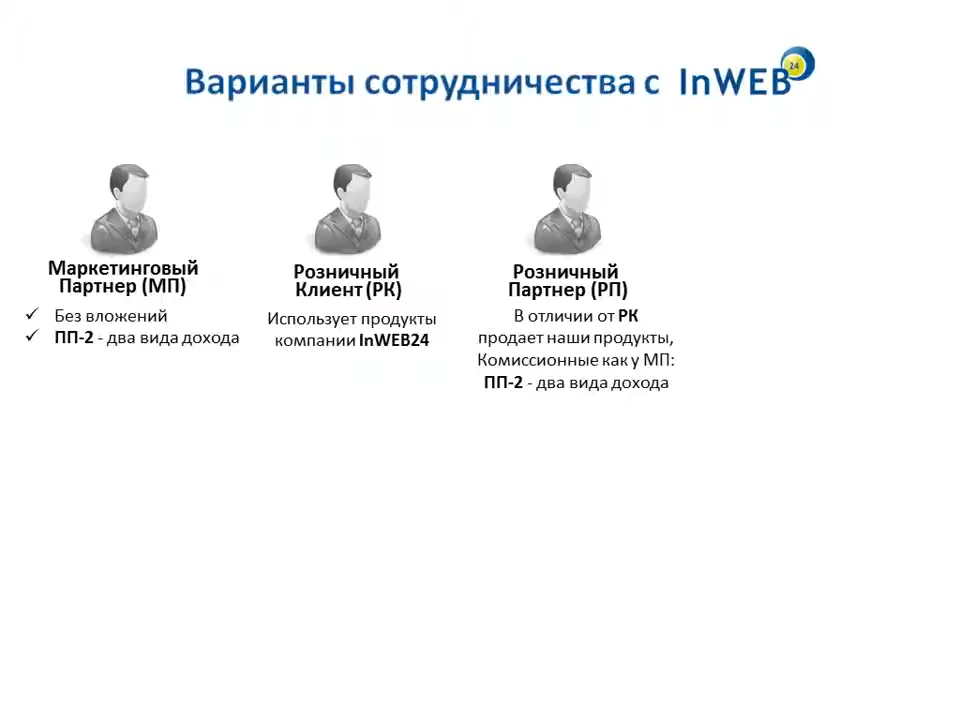 Варианты сотрудничества с InWEB 24
Маркетинговый
Партнер (МП)
✓ Без вложений
✓ ПП-2 - два вида дохода
Розничный
Клиент (РК)
Использует продукты
компании InWEB24
Розничный
Партнер (РП)
В отличии от РК
продает наши продукты,
Комиссионные как у МП:
ПП-2 - два вида дохода